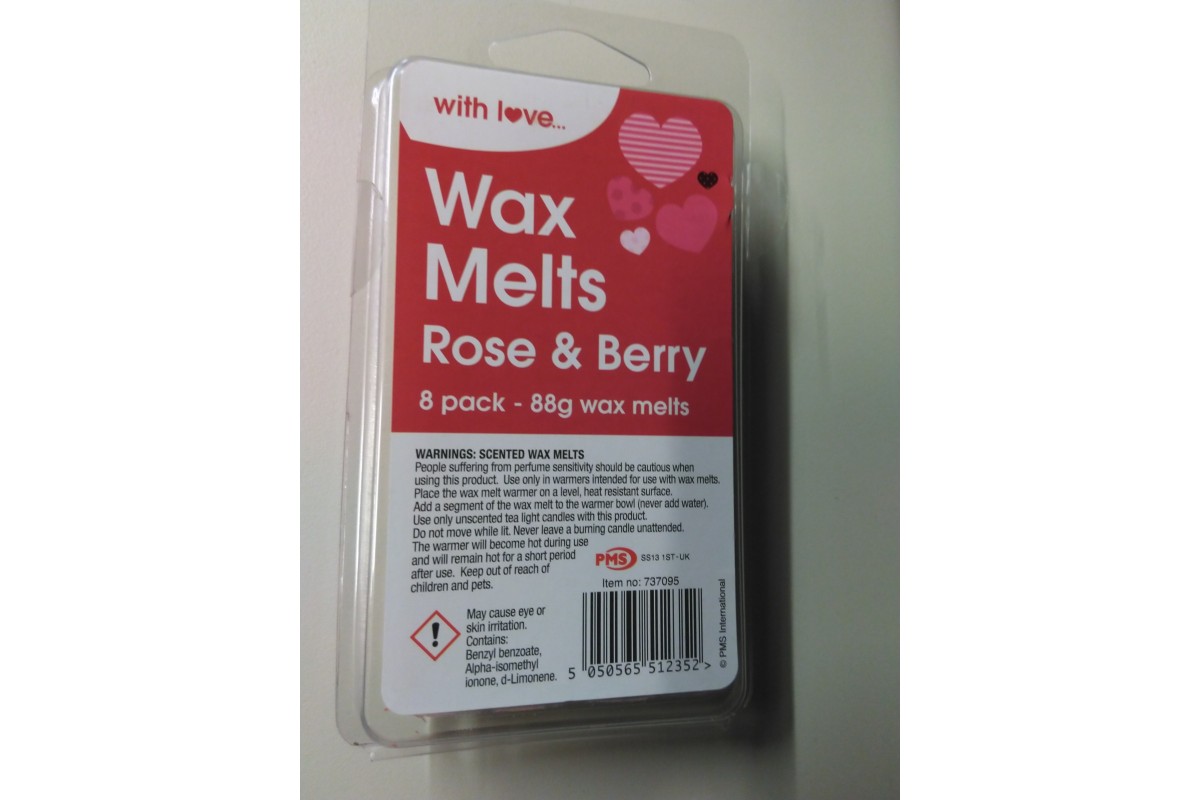 with love...
Wax
Melts
Rose & Berry
8 pack - 88g wax melts
WARNINGS: SCENTED WAX MELTS
People suffering from perfume sensitivity should be cautious when
using this product. Use only in warmers intended for use with wax melts.
Place the wax melt warmer on a level, heat resistant surface.
Add a segment of the wax melt to the warmer bowl (never add water).
Use only unscented tea light candles with this product.
Do not move while lit. Never leave a burning candle unattended.
The warmer will become hot during use
and will remain hot for a short period
after use. Keep out of reach of
children and pets.
PMS SS13 1ST-UK
Item no: 737095
May cause eye or
skin irritation.
Contains:
Benzyl benzoate,
Alpha-isomethyl
ionone, d-Limonene.
5 050565 512352 >
© PMS International